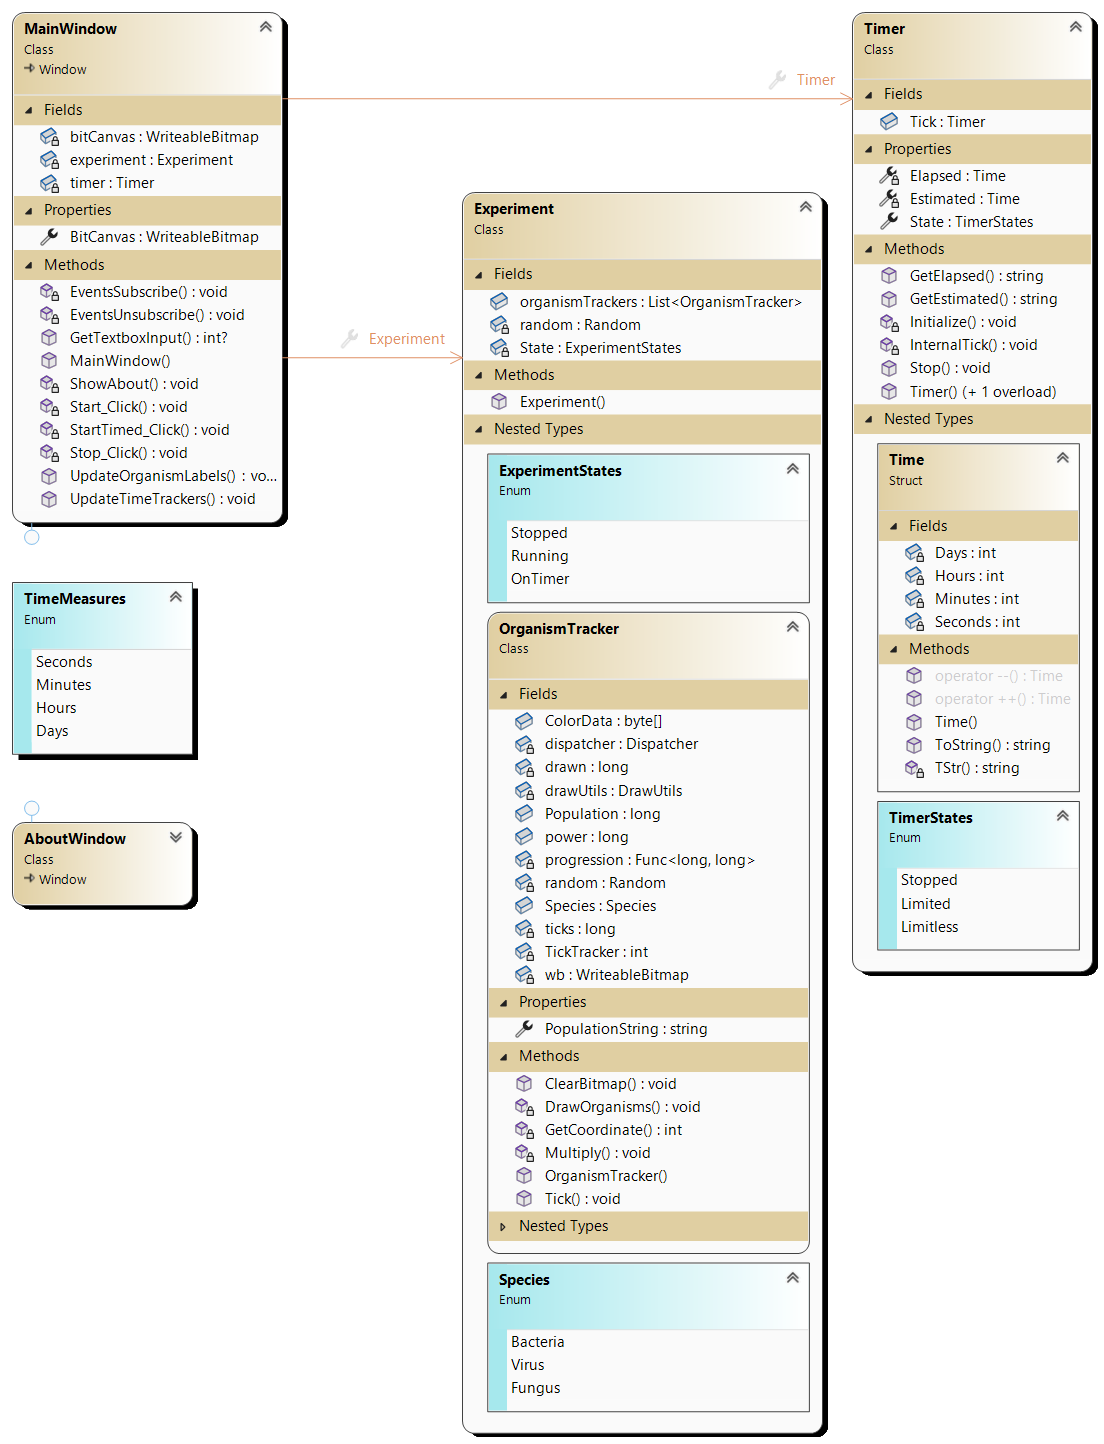 MainWindow
Class
Window
Fields
bitCanvas : WriteableBitmap
experiment : Experiment
timer : Timer
Properties
BitCanvas : WriteableBitmap
Methods
EventsSubscribe() : void
EventsUnsubscribe() : void
GetTextboxInput() : int?
MainWindow()
ShowAbout() : void
Start_Click() : void
StartTimed_Click() : void
Stop_Click() : void
UpdateOrganismLabels() : vo...
UpdateTimeTrackers() : void
TimeMeasures
Enum
Seconds
Minutes
Hours
Days
AboutWindow
Class
Window
Timer
Experiment
Experiment
Class
Fields
organismTrackers : List<OrganismTracker>
random : Random
State : ExperimentStates
Methods
Experiment()
Nested Types
ExperimentStates
Enum
Stopped
Running
OnTimer
OrganismTracker
Class
Fields
ColorData : byte[]
dispatcher : Dispatcher
drawn : long
drawUtils : DrawUtils
Population : long
power : long
progression : Func<long, long>
random : Random
Species : Species
ticks : long
TickTracker : int
wb : WriteableBitmap
Properties
PopulationString : string
Methods
ClearBitmap() : void
DrawOrganisms() : void
GetCoordinate() : int
Multiply() : void
OrganismTracker()
Tick() : void
Nested Types
Species
Enum
Bacteria
Virus
Fungus
Timer
Class
Fields
Tick : Timer
Properties
Elapsed : Time
Estimated : Time
State : TimerStates
Methods
GetElapsed() : string
GetEstimated() : string
Initialize() : void
InternalTick() : void
Stop() : void
Timer() (+ 1 overload)
Nested Types
Time
Struct
Fields
Days : int
Hours : int
Minutes : int
Seconds : int
Methods
operator --() : Time
operator ++() : Time
Time()
ToString() : string
TStr() : string
TimerStates
Enum
Stopped
Limited
Limitless